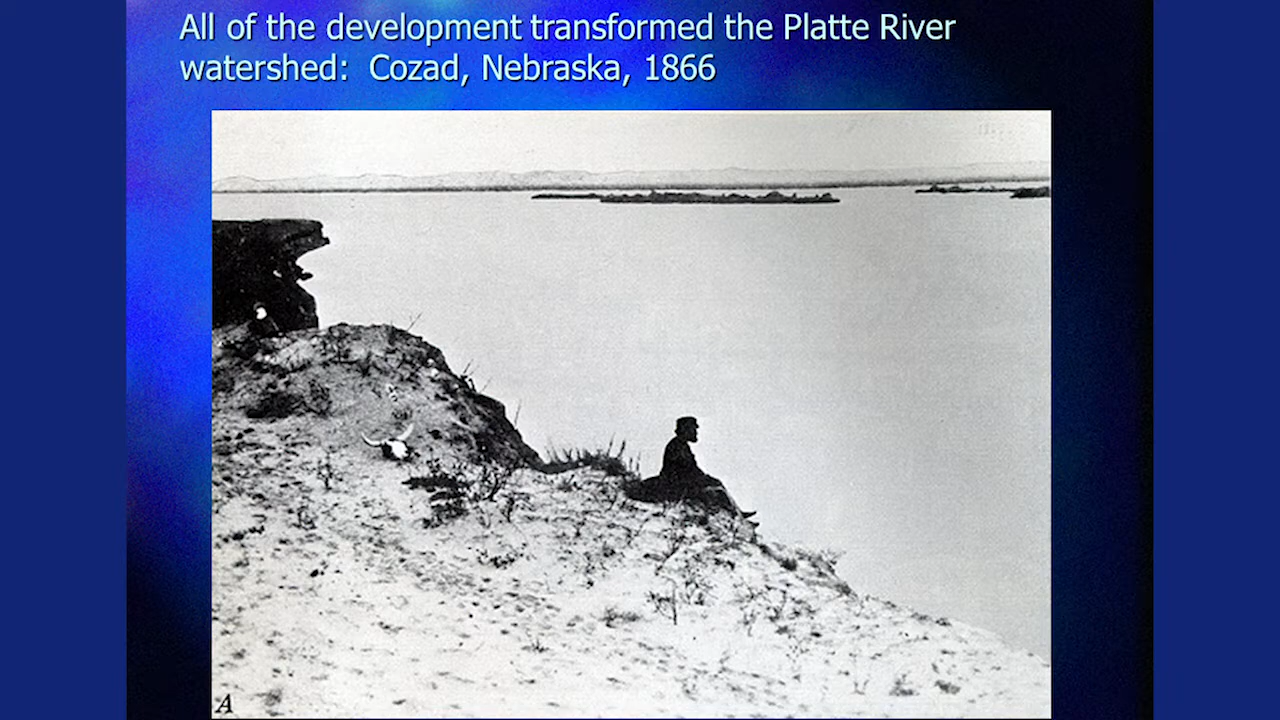 All of the development transformed the Platte River
watershed: Cozad, Nebraska, 1866
A